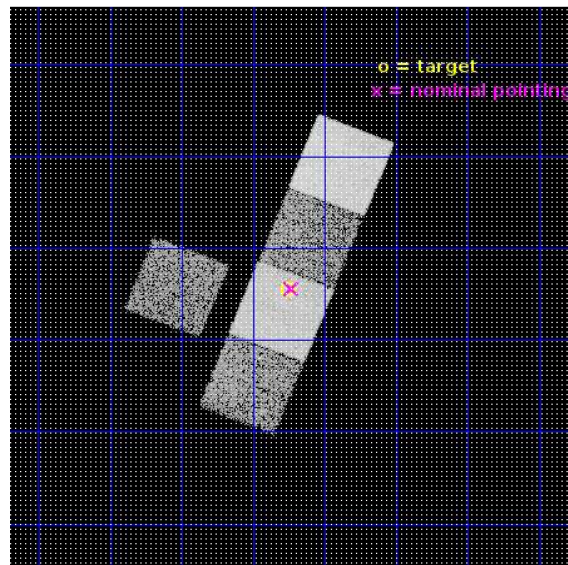 o = target
x = nominal pointing